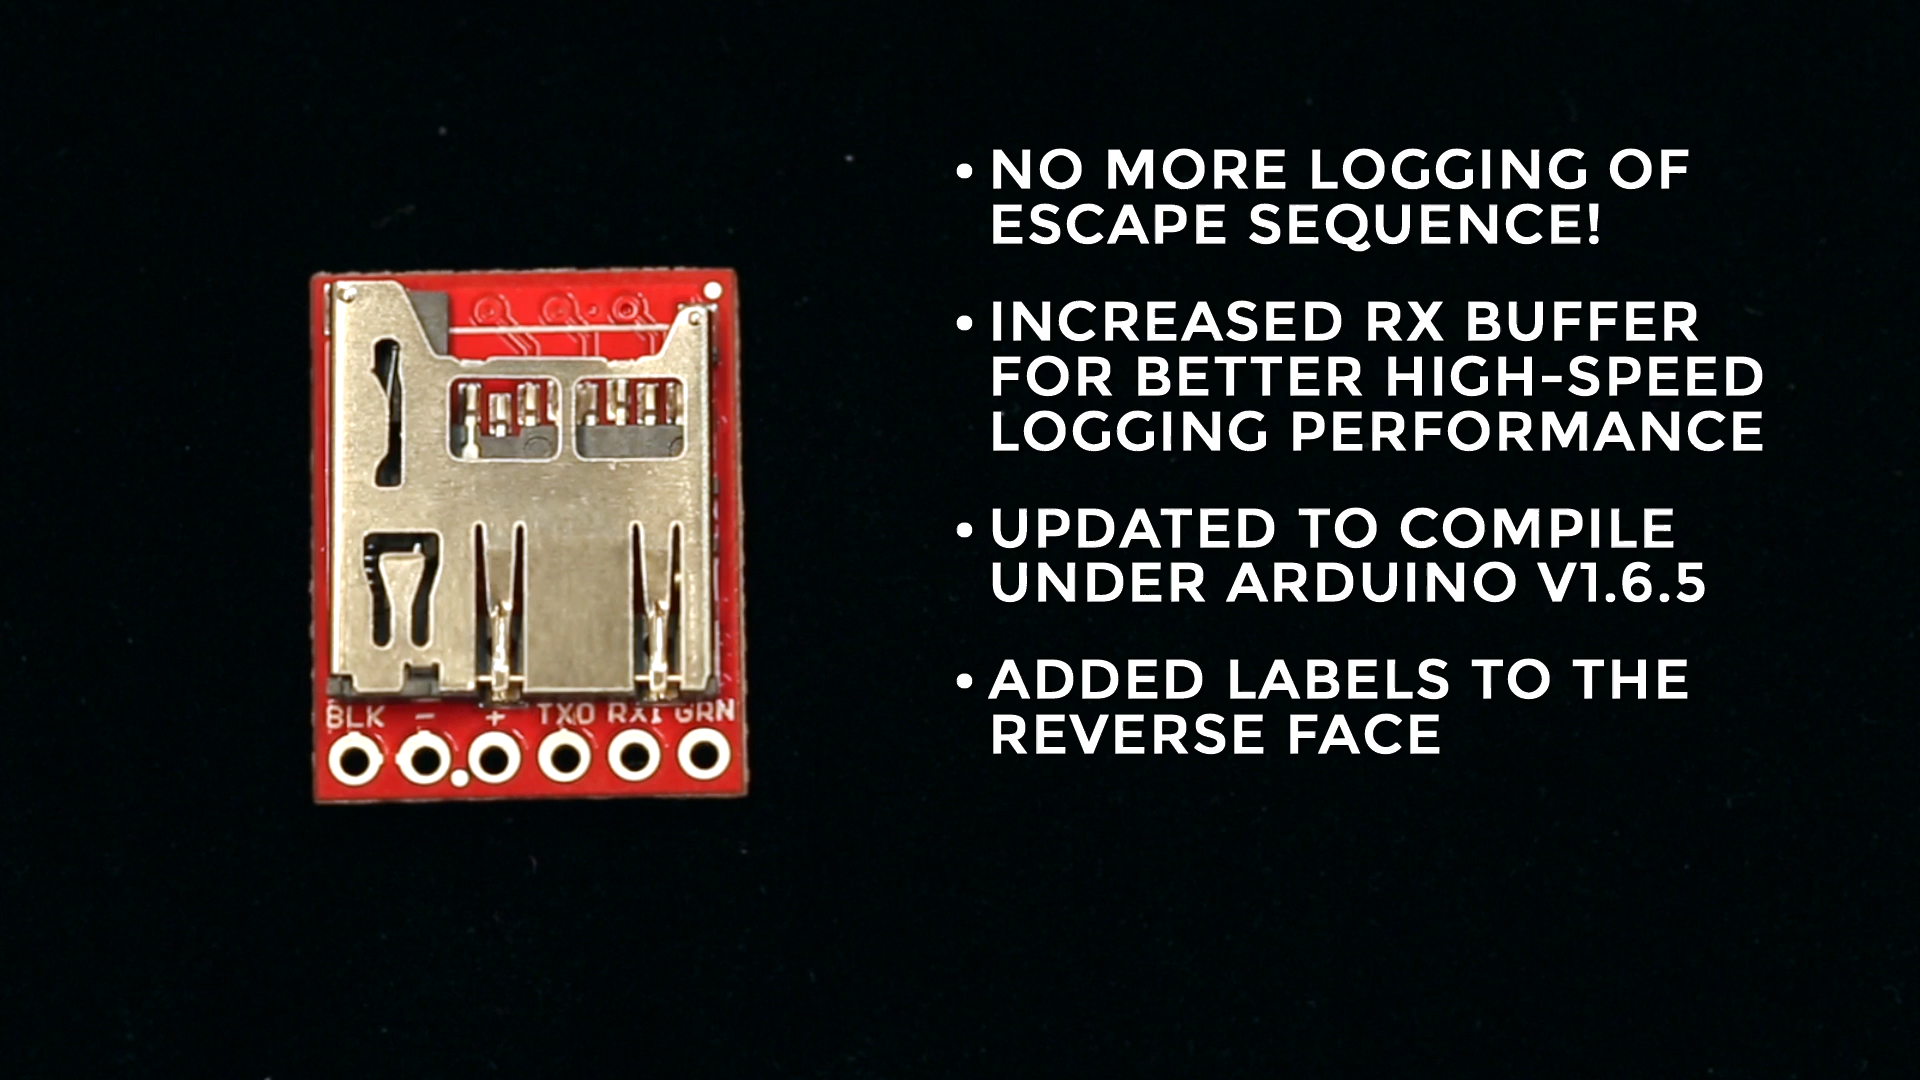 • NO MORE LOGGING OF
ESCAPE SEQUENCE!
• INCREASED RX BUFFER
FOR BETTER HIGH-SPEED
LOGGING PERFORMANCE
• UPDATED TO COMPILE
UNDER ARDUINO V1.6.5
• ADDED LABELS TO THE
REVERSE FACE
BLK - + TXO RXI GRN